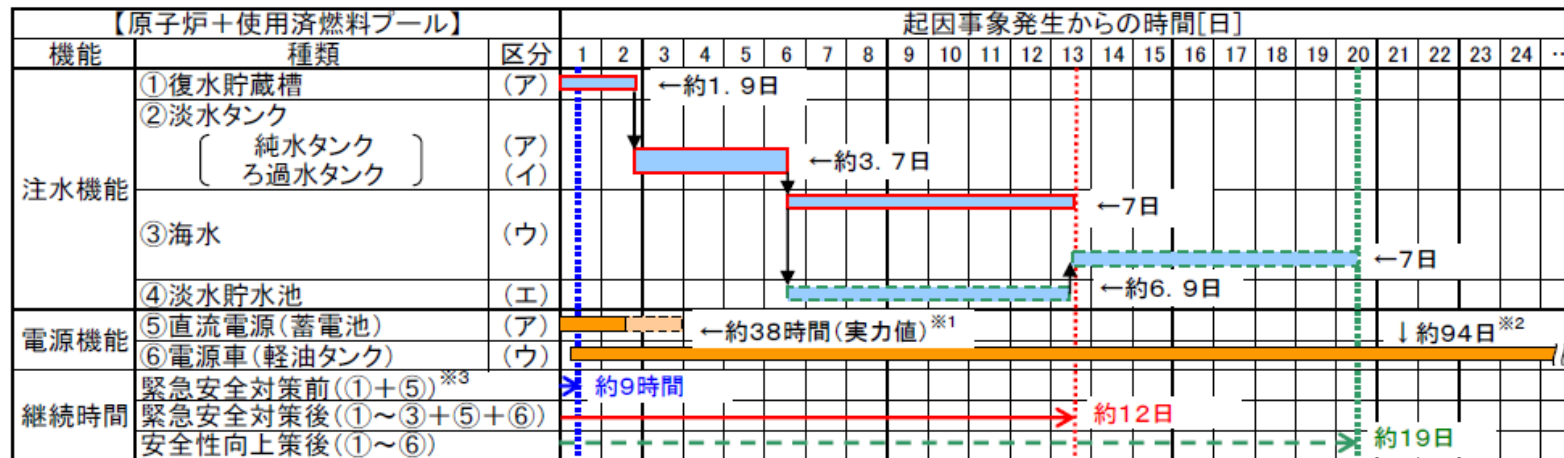 【原子炉＋使用済燃料プール】 起因事象発生からの時間[日]
機能 種類 区分 1 2 3 4 5 6 7 8 9 10 11 12 13 14 15 16 17 18 19 20 21 22 23 24 …
注水機能
①復水貯蔵槽 (ア) ←約1．9日
②淡水タンク
純水タンク (ア)
ろ過水タンク (イ) ←約3．7日
③海水 (ウ) ←7日
←7日
④淡水貯水池 (エ) ←約6．9日
電源機能
⑤直流電源(蓄電池) (ア) ←約38時間(実力値)※1 ↓約94日※2
⑥電源車(軽油タンク) (ウ)
継続時間
緊急安全対策前(①＋⑤)※3 約9時間
緊急安全対策後(①～③＋⑤＋⑥) 約12日
安全性向上策後(①～⑥) 約19日